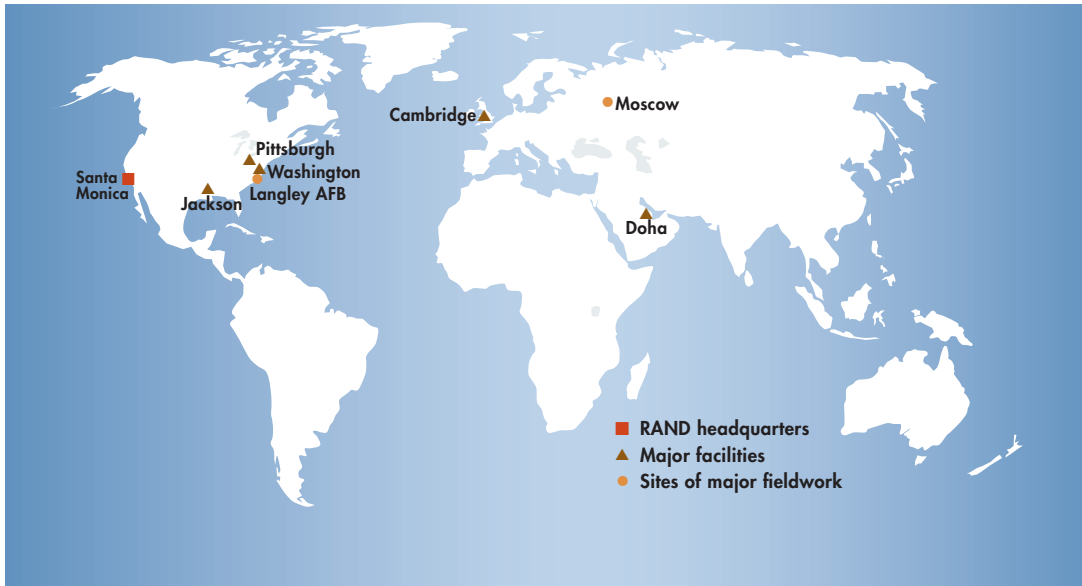 Cambridge
Moscow
Pittsburgh
Washington
Santa
Monica
Langley AFB
Jackson
Doha
RAND headquarters
Major facilities
Sites of major fieldwork